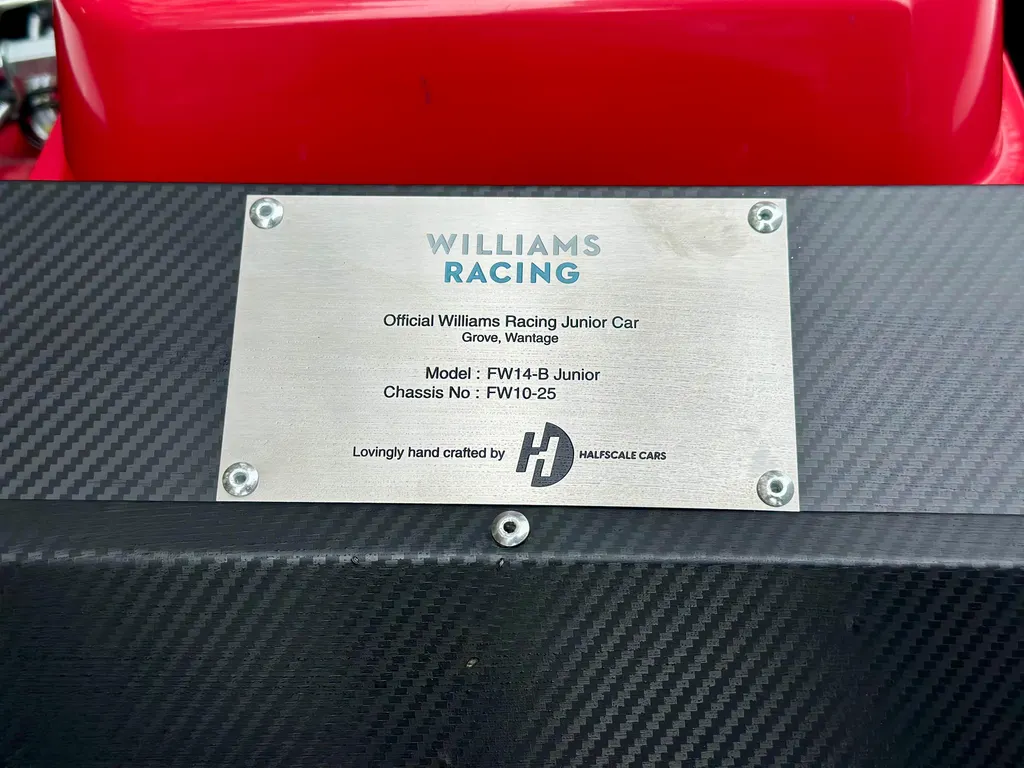 WILLIAMS
RACING
Official Williams Racing Junior Car
Grove, Wantage
Model : FW14-B Junior
Chassis No : FW10-25
Lovingly hand crafted by HALFSCALE CARS